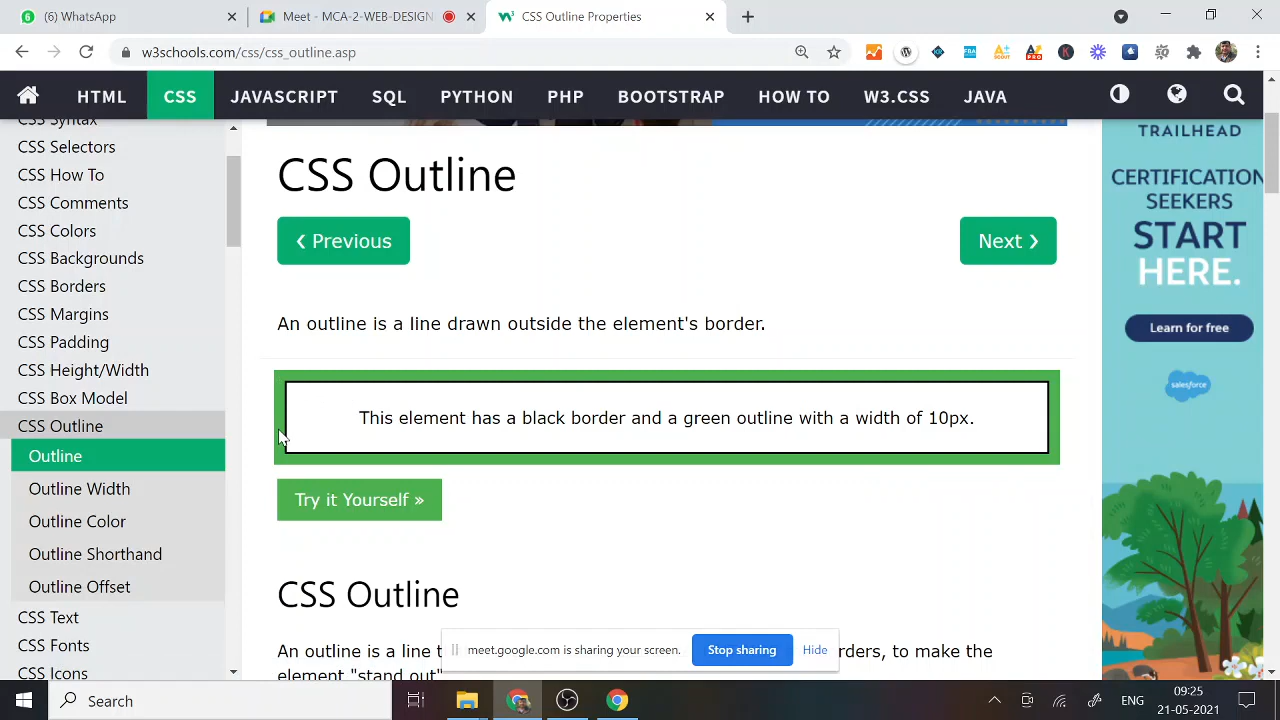 (6) WhatsApp
Meet - MCA-2-WEB-DESIGN
CSS Outline Properties
w3schools.com/css/css_outline.asp
HTML CSS JAVASCRIPT SQL PYTHON PHP BOOTSTRAP HOW TO W3.CSS JAVA
CSS Syntax
CSS Selectors
CSS How To
CSS Comments
CSS Colors
CSS Backgrounds
CSS Borders
CSS Margins
CSS Padding
CSS Height/Width
CSS Box Model
CSS Outline
Outline
Outline Width
Outline Color
Outline Shorthand
Outline Offset
CSS Text
CSS Fonts
CSS Icons
CSS Outline
❮ Previous
Next ❯
An outline is a line drawn outside the element's border.
This element has a black border and a green outline with a width of 10px.
Try it Yourself »
CSS Outline
An outline is a line t
rders, to make the
element "stand out"
TRAILHEAD
CERTIFICATION
SEEKERS
START
HERE.
Learn for free
salesforce
meet.google.com is sharing your screen.
Stop sharing
Hide
Search
ENG
09:25
21-05-2021